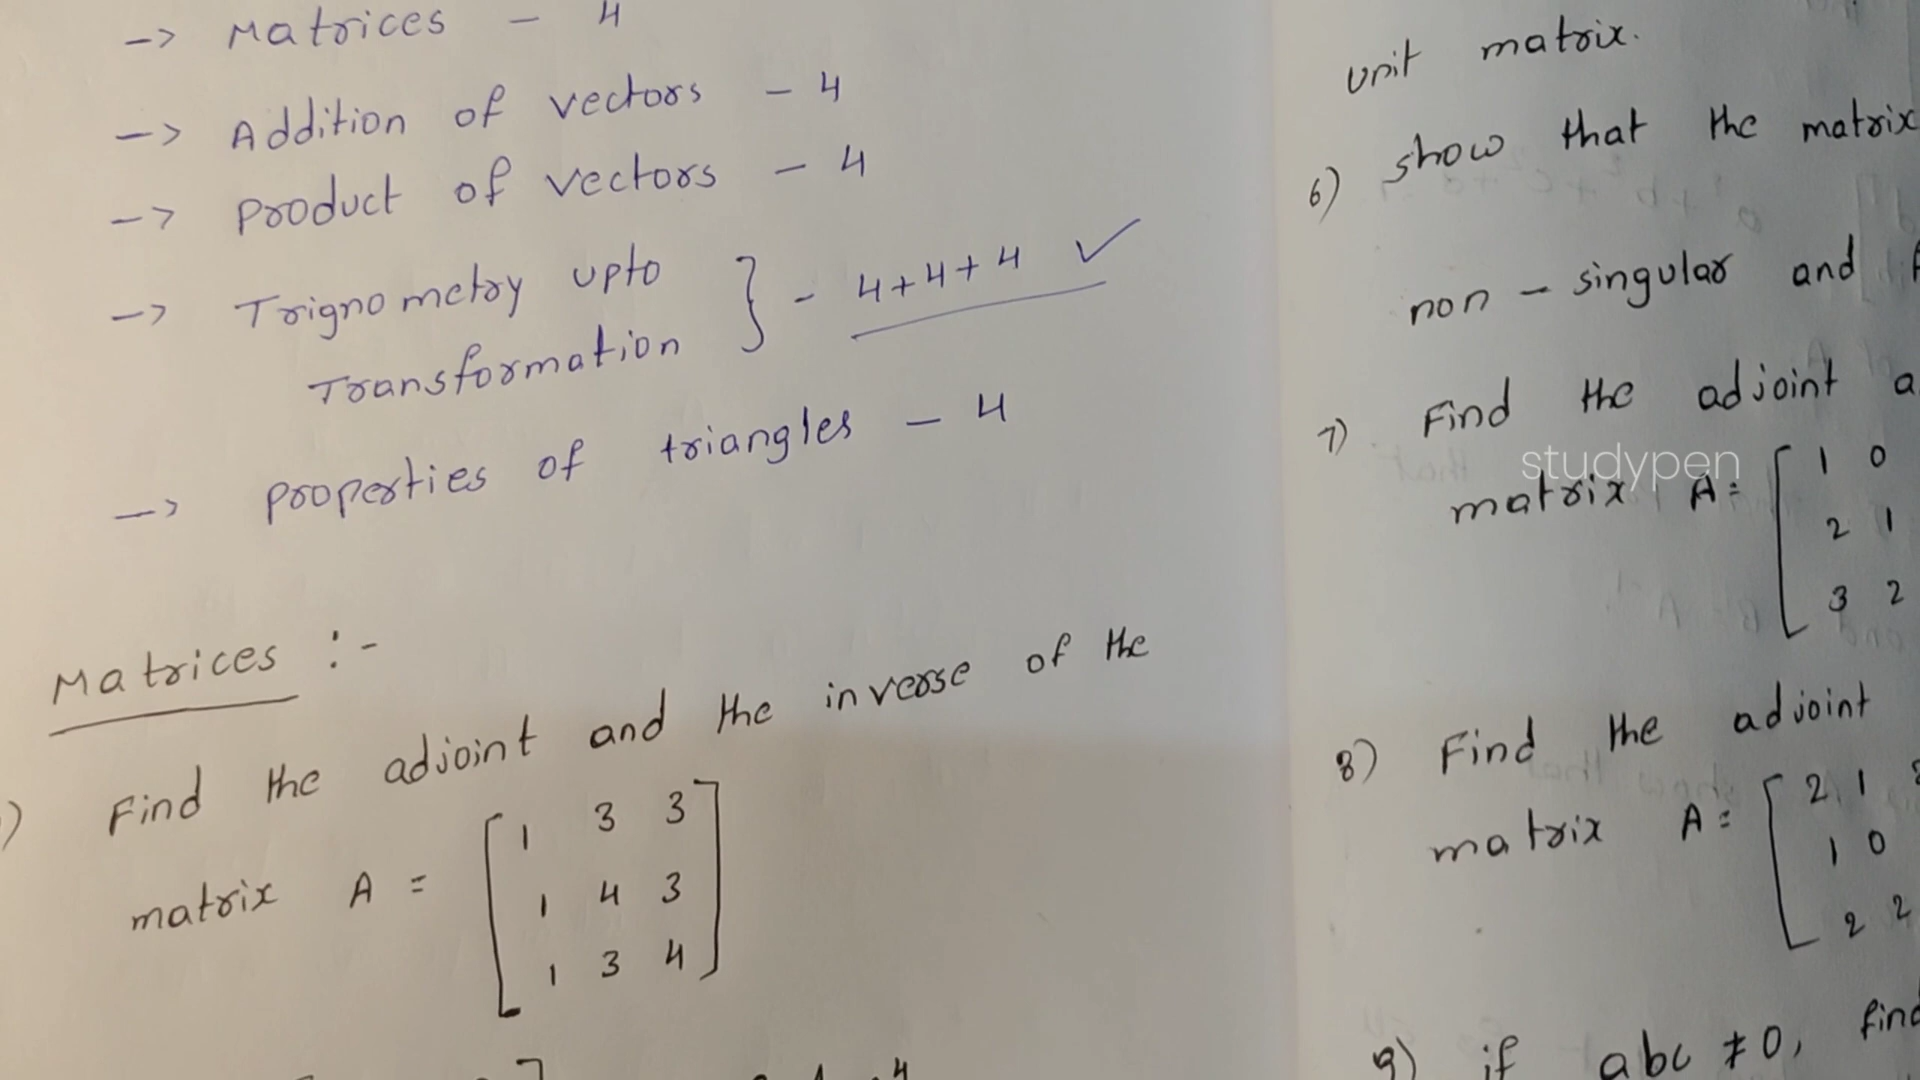 -> Matrices - 4
-> Addition of vectors - 4
-> Product of vectors - 4
-> Trignometry upto
Transformation } - 4+4+4 ✓
-> Properties of triangles - 4
Matrices :-
) Find the adjoint and the inverse of the
matrix A = [ 1 3 3
1 4 3
1 3 4 ]
unit matrix.
6) show that the matrix
non - singular and
7) Find the adjoint
studypen
matrix A = [ 1 0
2 1
3 2
8) Find the adjoint
matrix A = [ 2 1
1 0
2 2
9) if abc ≠ 0, find